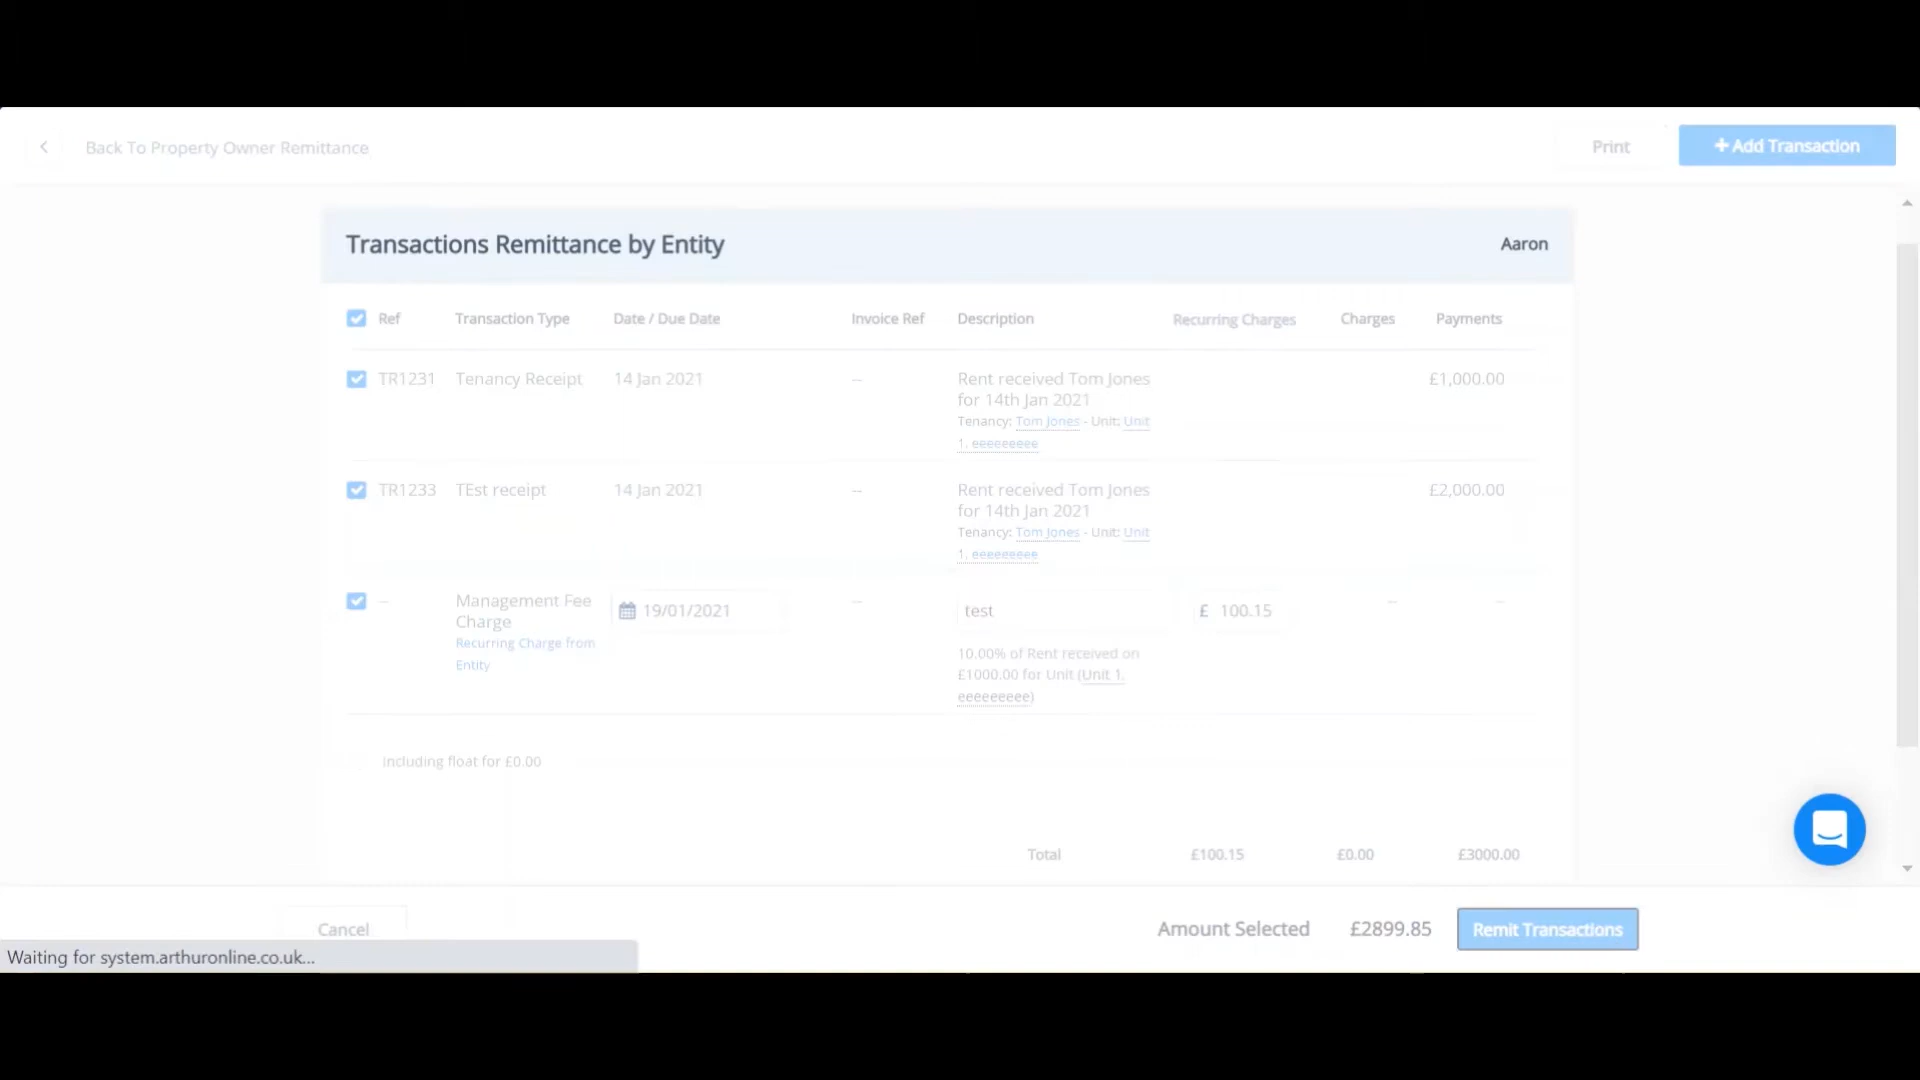 Back To Property Owner Remittance
Print
+ Add Transaction
Transactions Remittance by Entity
Aaron
Ref Transaction Type Date / Due Date Invoice Ref Description Recurring Charges Charges Payments
TR1231 Tenancy Receipt 14 Jan 2021 -- Rent received Tom Jones £1,000.00
for 14th Jan 2021
Tenancy: Tom Jones - Unit: Unit
1, eeeeeeeee
TR1233 TEst receipt 14 Jan 2021 -- Rent received Tom Jones £2,000.00
for 14th Jan 2021
Tenancy: Tom Jones - Unit: Unit
1, eeeeeeeee
-- Management Fee 19/01/2021 -- test £ 100.15 -- --
Charge
Recurring Charge from
Entity
10.00% of Rent received on
£1000.00 for Unit (Unit 1,
eeeeeeeee)
Including float for £0.00
Total £100.15 £0.00 £3000.00
Cancel
Amount Selected £2899.85 Remit Transactions
Waiting for system.arthuronline.co.uk...